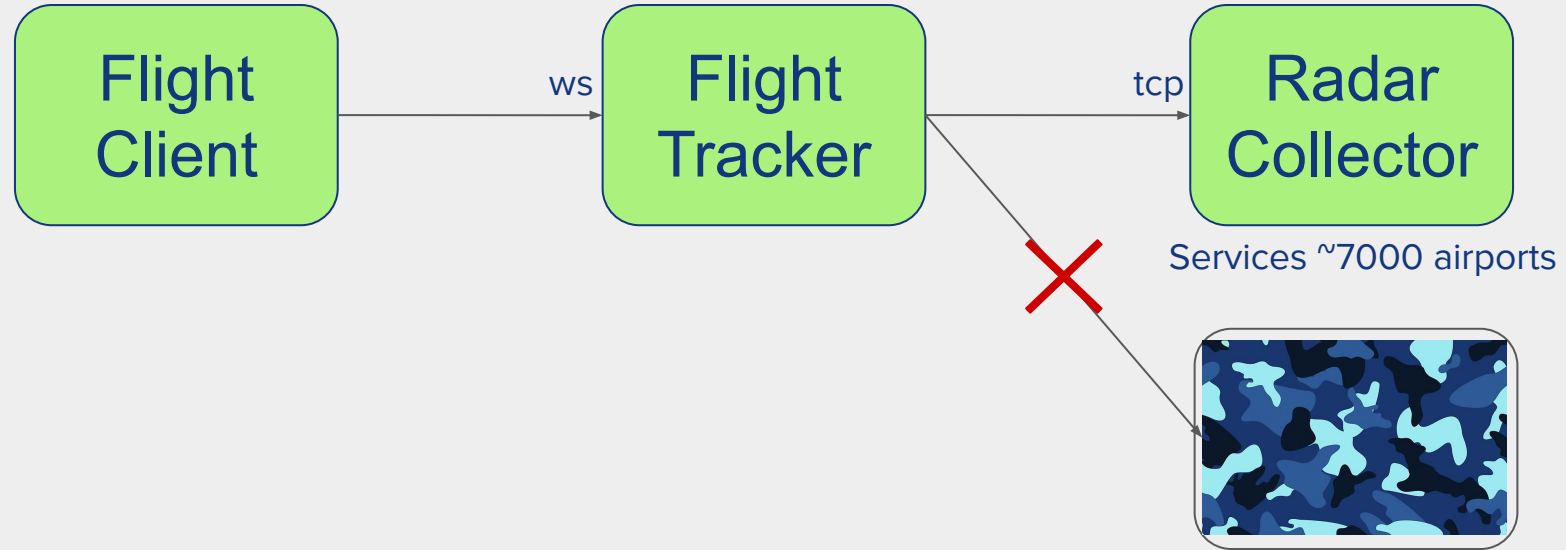 Flight
Client
ws
Flight
Tracker
tcp
Radar
Collector
Services ~7000 airports